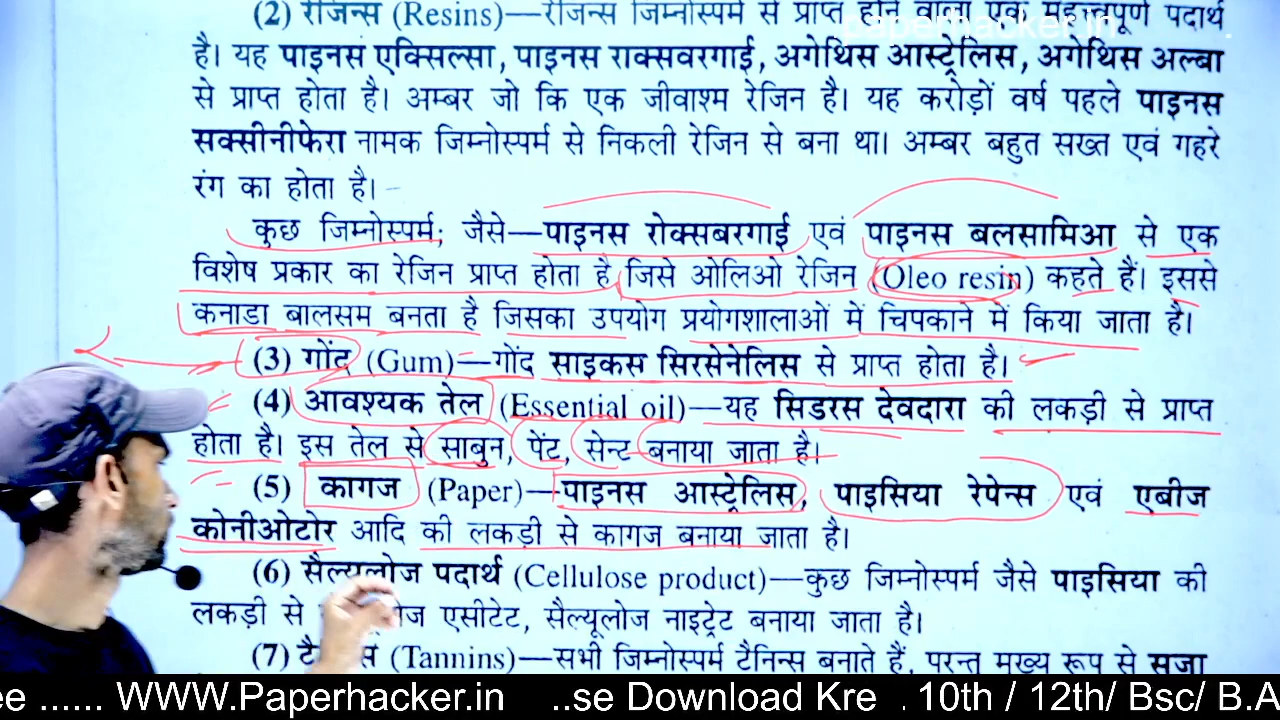 (2) रेजिन्स (Resins)—रेजिन्स जिम्नोस्पर्म से प्राप्त होने वाला एक महत्त्वपूर्ण पदार्थ
paperhacker.in
है। यह पाइनस एक्सिल्सा, पाइनस राक्सवरगाई, अगेथिस आस्ट्रेलिस, अगेथिस अल्बा
से प्राप्त होता है। अम्बर जो कि एक जीवाश्म रेजिन है। यह करोड़ों वर्ष पहले पाइनस
सक्सीनीफेरा नामक जिम्नोस्पर्म से निकली रेजिन से बना था। अम्बर बहुत सख्त एवं गहरे
रंग का होता है।
कुछ जिम्नोस्पर्म; जैसे—पाइनस रोक्सबरगाई एवं पाइनस बलसामिआ से एक
विशेष प्रकार का रेजिन प्राप्त होता है जिसे ओलिओ रेजिन (Oleo resin) कहते हैं। इससे
कनाडा बालसम बनता है जिसका उपयोग प्रयोगशालाओं में चिपकाने में किया जाता है।
(3) गोंद (Gum)—गोंद साइकस सिरसेनेलिस से प्राप्त होता है।
(4) आवश्यक तेल (Essential oil)—यह सिडरस देवदारा की लकड़ी से प्राप्त
होता है। इस तेल से साबुन, पेंट, सेन्ट बनाया जाता है।
(5) कागज (Paper)—पाइनस आस्ट्रेलिस, पाइसिया रेपेन्स एवं एबीज
कोनीओटोर आदि की लकड़ी से कागज बनाया जाता है।
(6) सैल्यूलोज पदार्थ (Cellulose product)—कुछ जिम्नोस्पर्म जैसे पाइसिया की
लकड़ी से एसीटेट, सैल्यूलोज नाइट्रेट बनाया जाता है।
(7) (Tannins)—सभी जिम्नोस्पर्म टैनिन्स बनाते हैं, परन्तु मुख्य रूप से
ee ...... WWW.Paperhacker.in ..se Download Kre . 10th / 12th/ Bsc/ B.A